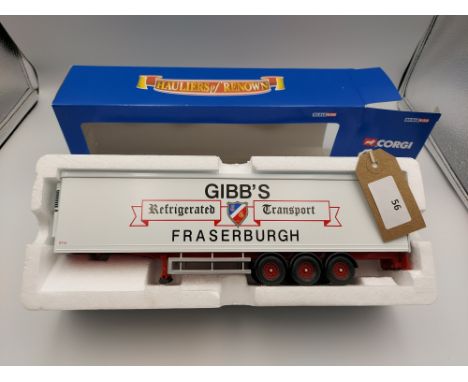 HAULIERS of RENOWN
CORGI
GIBB'S
Refrigerated Transport
FRASERBURGH
56